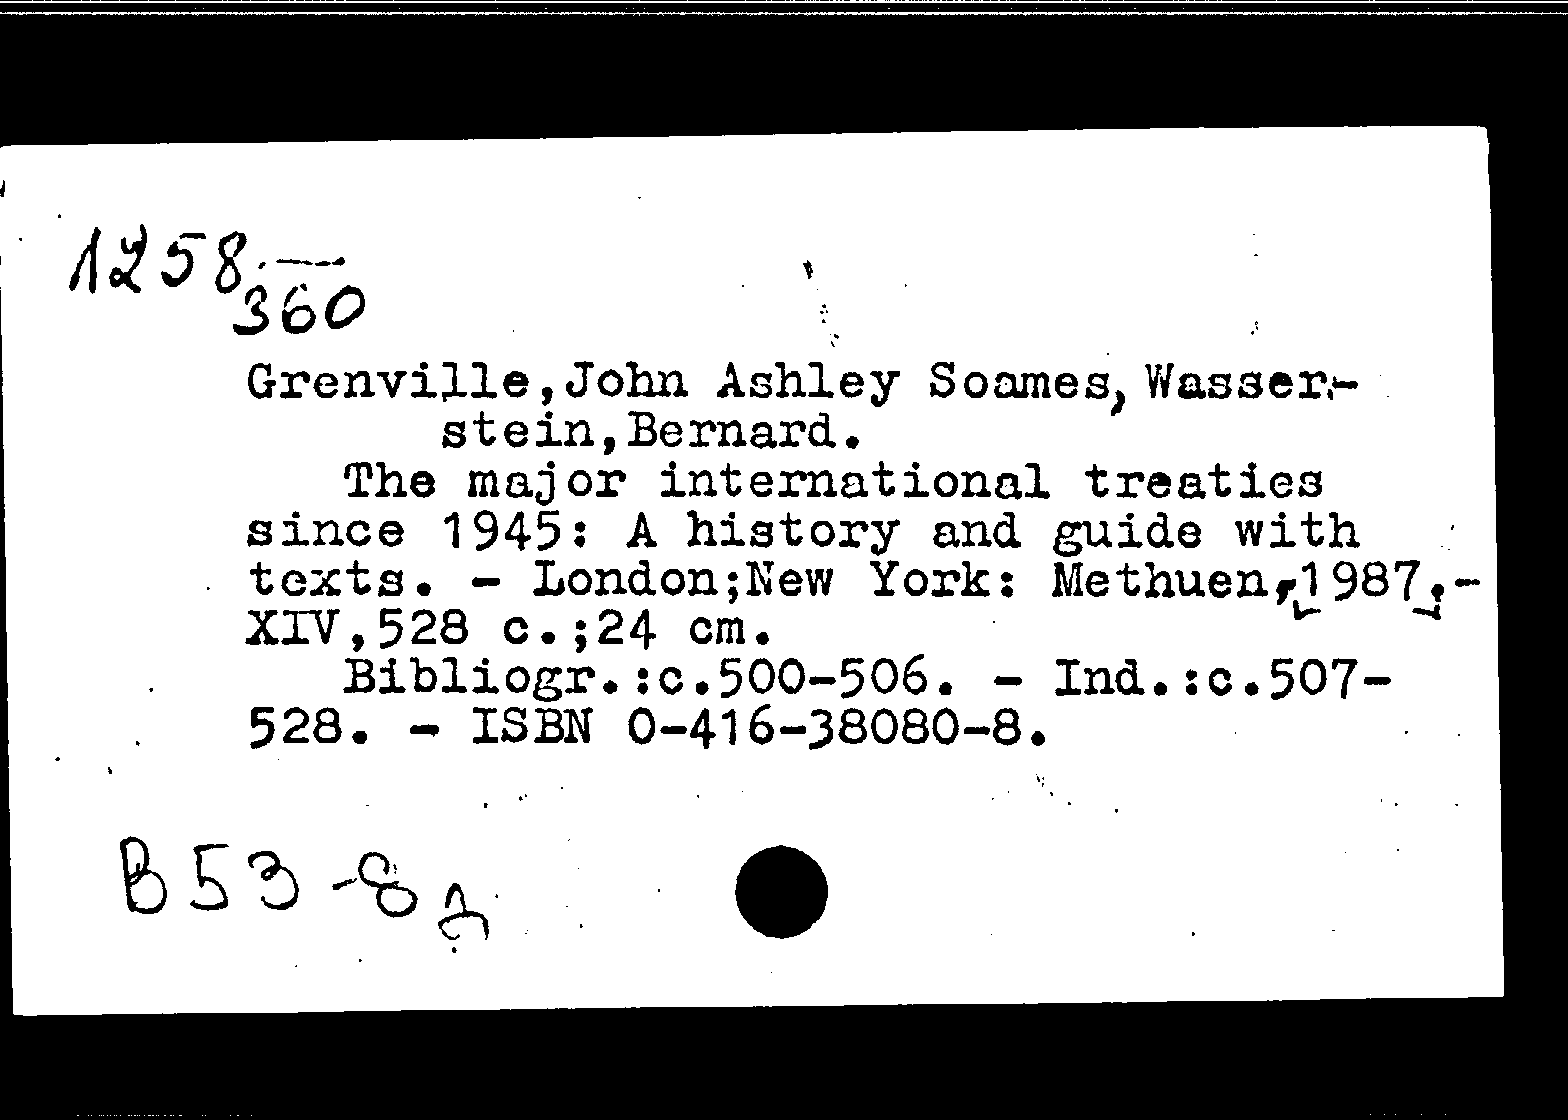 1258
360
Grenville,John Ashley Soames, Wasser-
stein,Bernard.
The major international treaties
since 1945: A history and guide with
texts. - London;New York: Methuen,[1987].-
XIV,528 c.;24 cm.
Bibliogr.:c.500-506. - Ind.:c.507-
528. - ISBN 0-416-38080-8.
B53-8